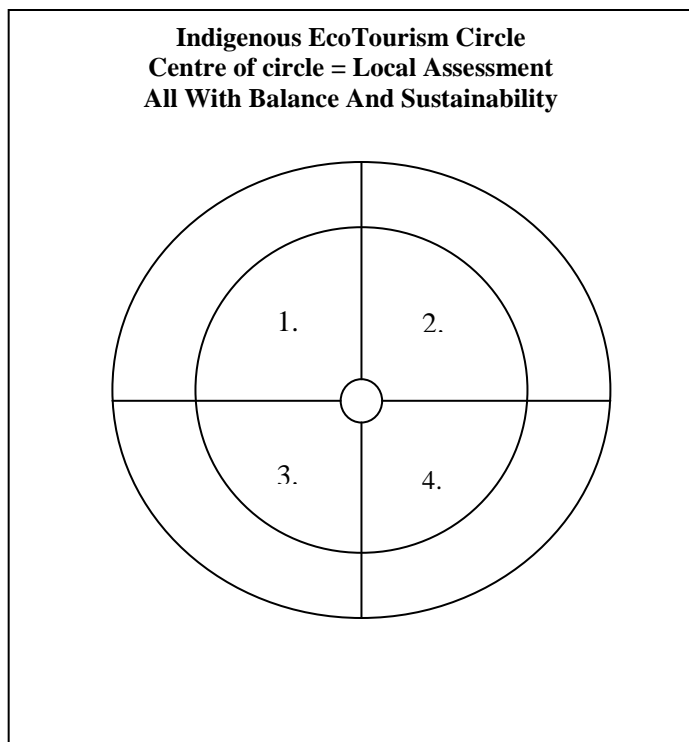 Indigenous EcoTourism Circle
Centre of circle = Local Assessment
All With Balance And Sustainability
1. 2.
3. 4.